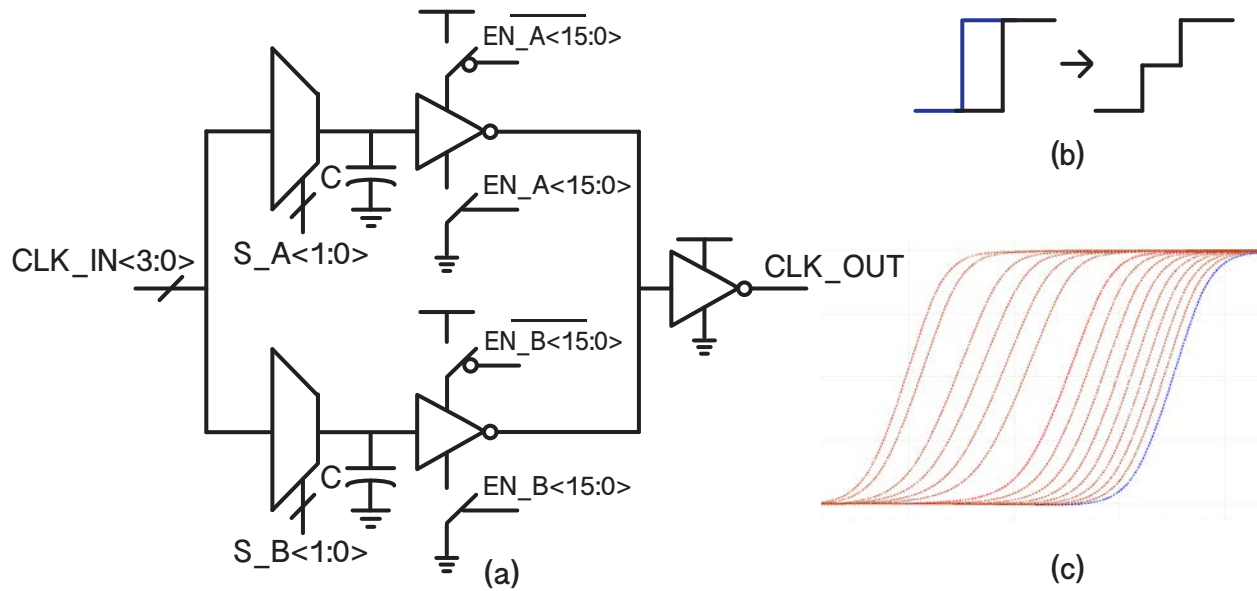 EN_A<15:0>
C
EN_A<15:0>
S_A<1:0>
CLK_IN<3:0>
CLK_OUT
EN_B<15:0>
C
EN_B<15:0>
S_B<1:0>
(a)
(b)
(c)